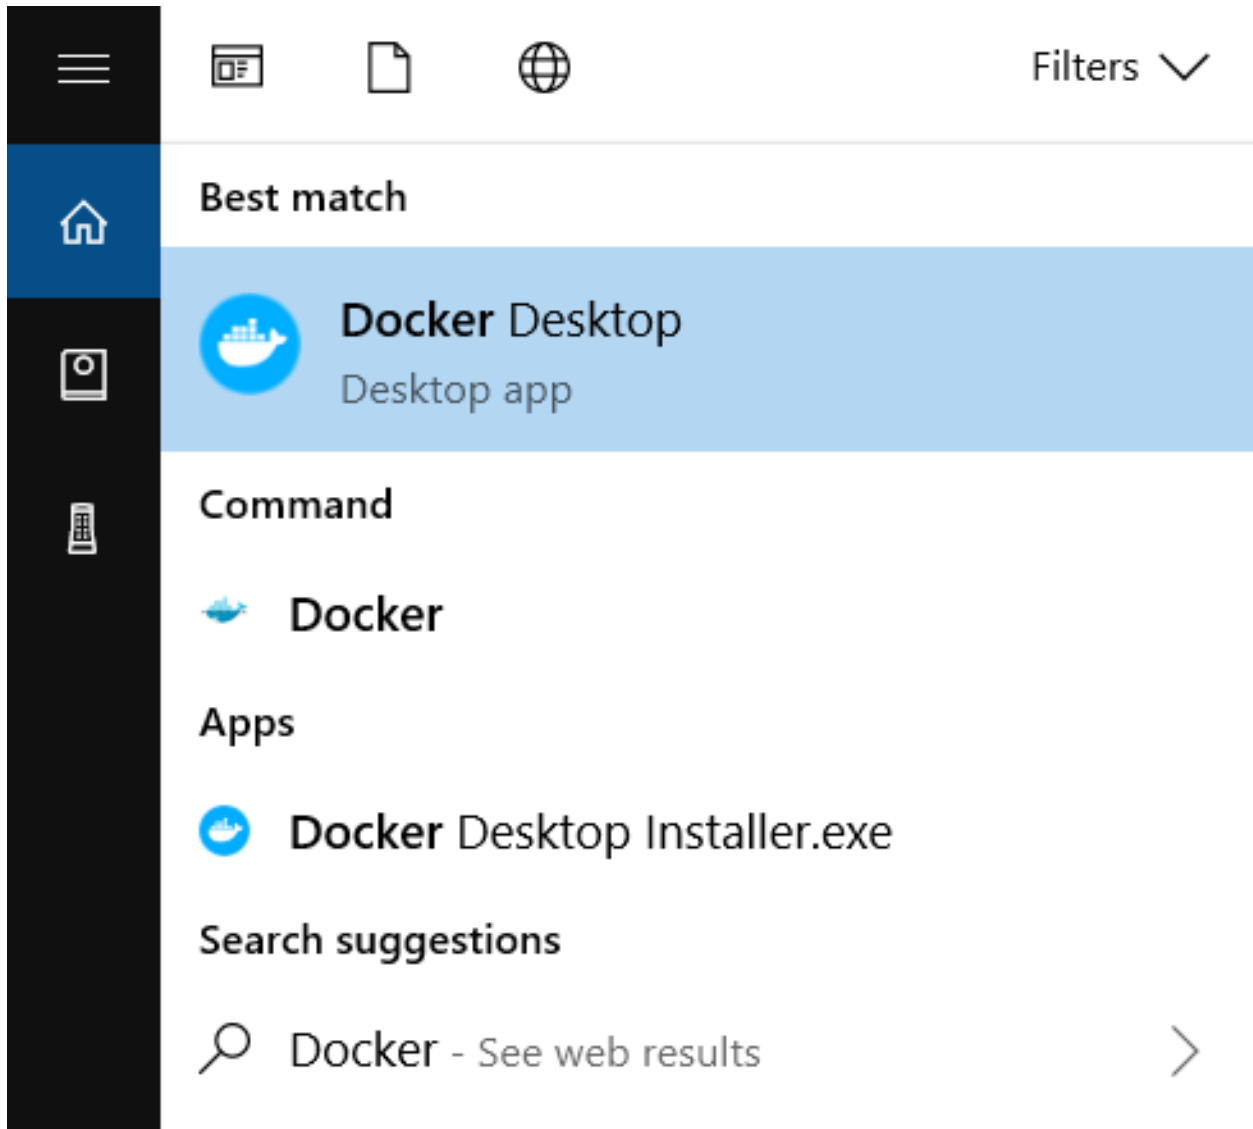 Filters
Best match
Docker Desktop
Desktop app
Command
Docker
Apps
Docker Desktop Installer.exe
Search suggestions
Docker - See web results